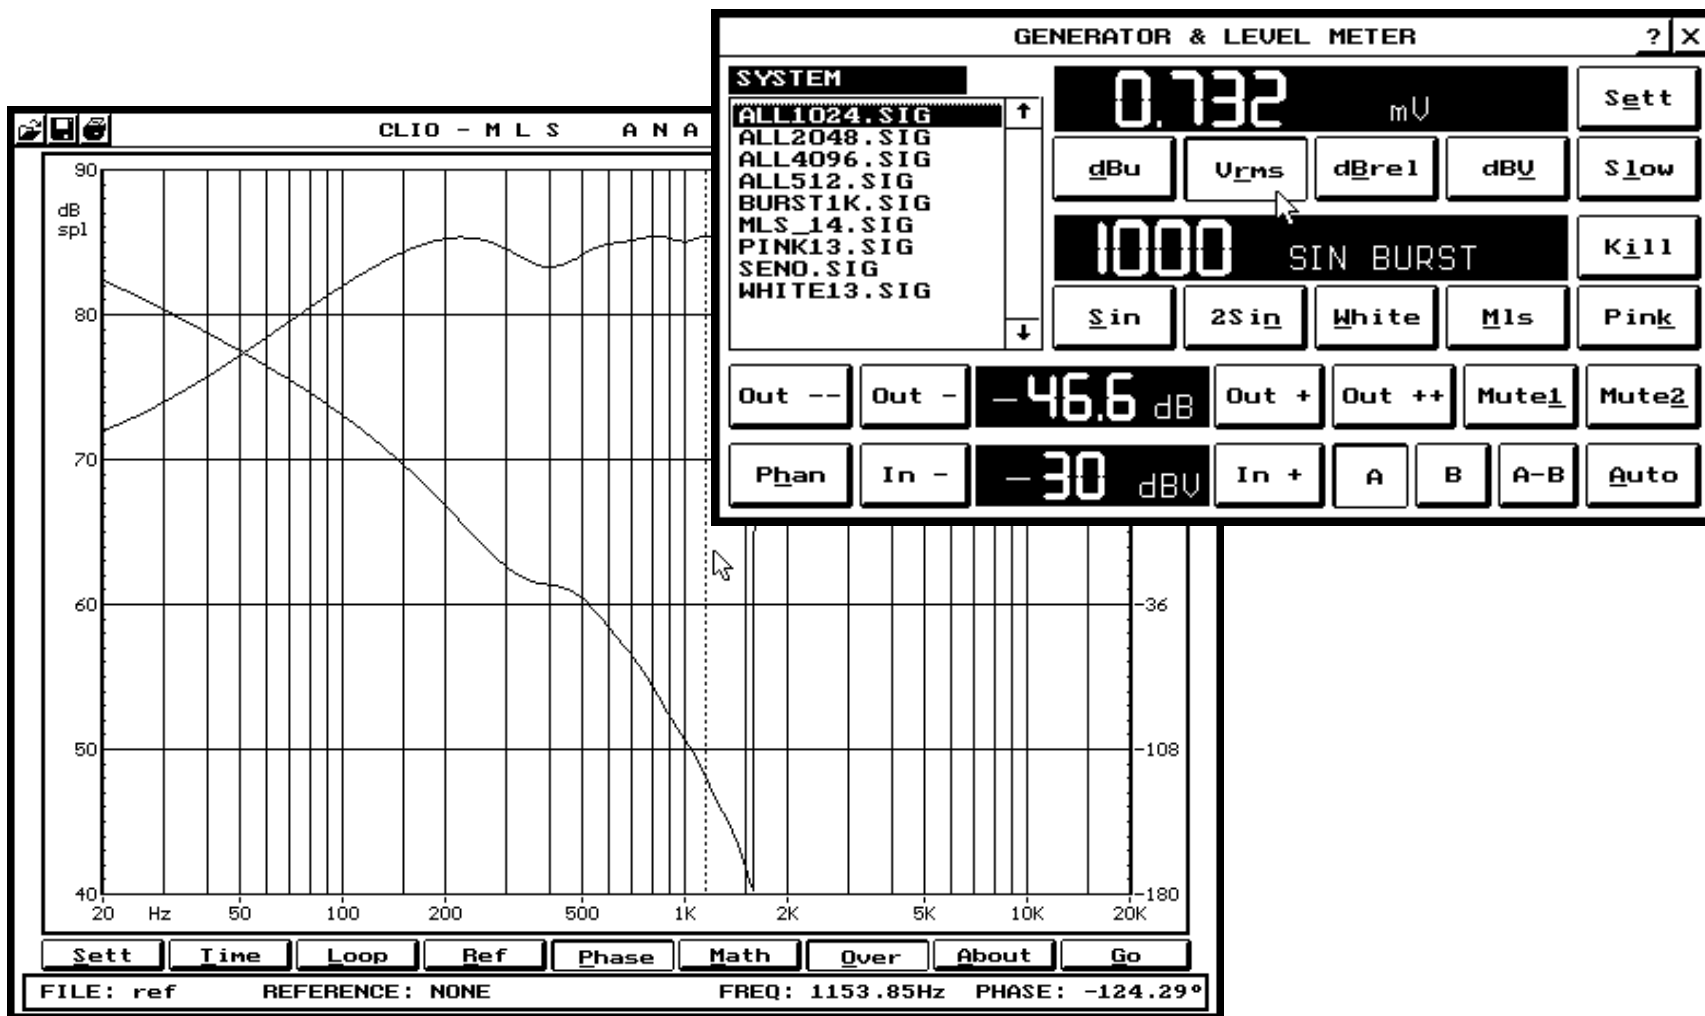 GENERATOR & LEVEL METER ? X
SYSTEM
ALL1024.SIG
ALL2048.SIG
ALL4096.SIG
ALL512.SIG
BURST1K.SIG
MLS_14.SIG
PINK13.SIG
SENO.SIG
WHITE13.SIG
0.732 mV
Sett
dBu Vrms dBrel dBV Slow
1000 SIN BURST
Kill
Sin 2Sin White Mls Pink
Out -- Out - -46.6 dB Out + Out ++ Mute1 Mute2
Phan In - -30 dBV In + A B A-B Auto
CLIO - M L S A N A
90
dB
spl
80
70
60 -36
50 -108
40 -180
20 Hz 50 100 200 500 1K 2K 5K 10K 20K
Sett Time Loop Ref Phase Math Over About Go
FILE: ref REFERENCE: NONE FREQ: 1153.85Hz PHASE: -124.29°